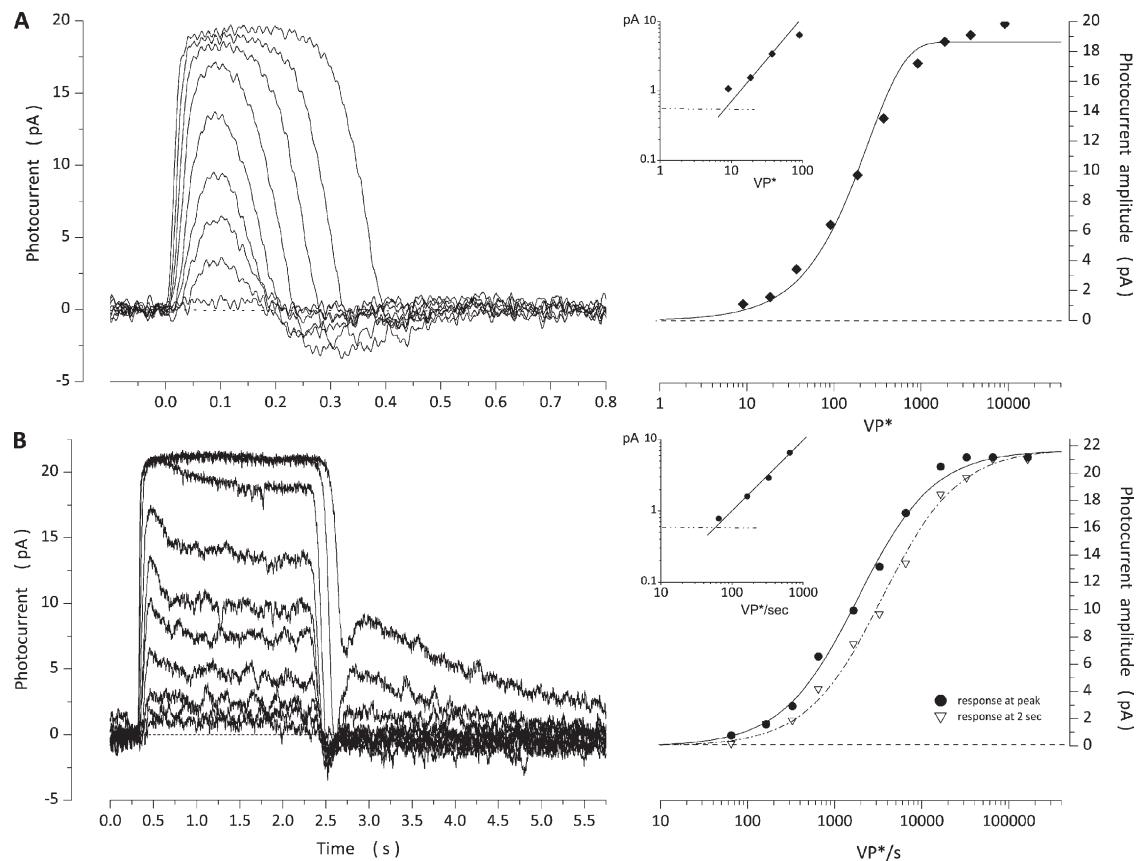 A
Photocurrent ( pA )
20
15
10
5
0
-5
0.0 0.1 0.2 0.3 0.4 0.5 0.6 0.7 0.8
pA 10
1
0.1
1 10 100
VP*
20
18
16
14
12
10
8
6
4
2
0
Photocurrent amplitude ( pA )
1 10 100 1000 10000
VP*
B
Photocurrent ( pA )
20
15
10
5
0
-5
0.0 0.5 1.0 1.5 2.0 2.5 3.0 3.5 4.0 4.5 5.0 5.5
Time ( s )
pA 10
1
0.1
10 100 1000
VP*/sec
response at peak
response at 2 sec
22
20
18
16
14
12
10
8
6
4
2
0
Photocurrent amplitude ( pA )
10 100 1000 10000 100000
VP*/s